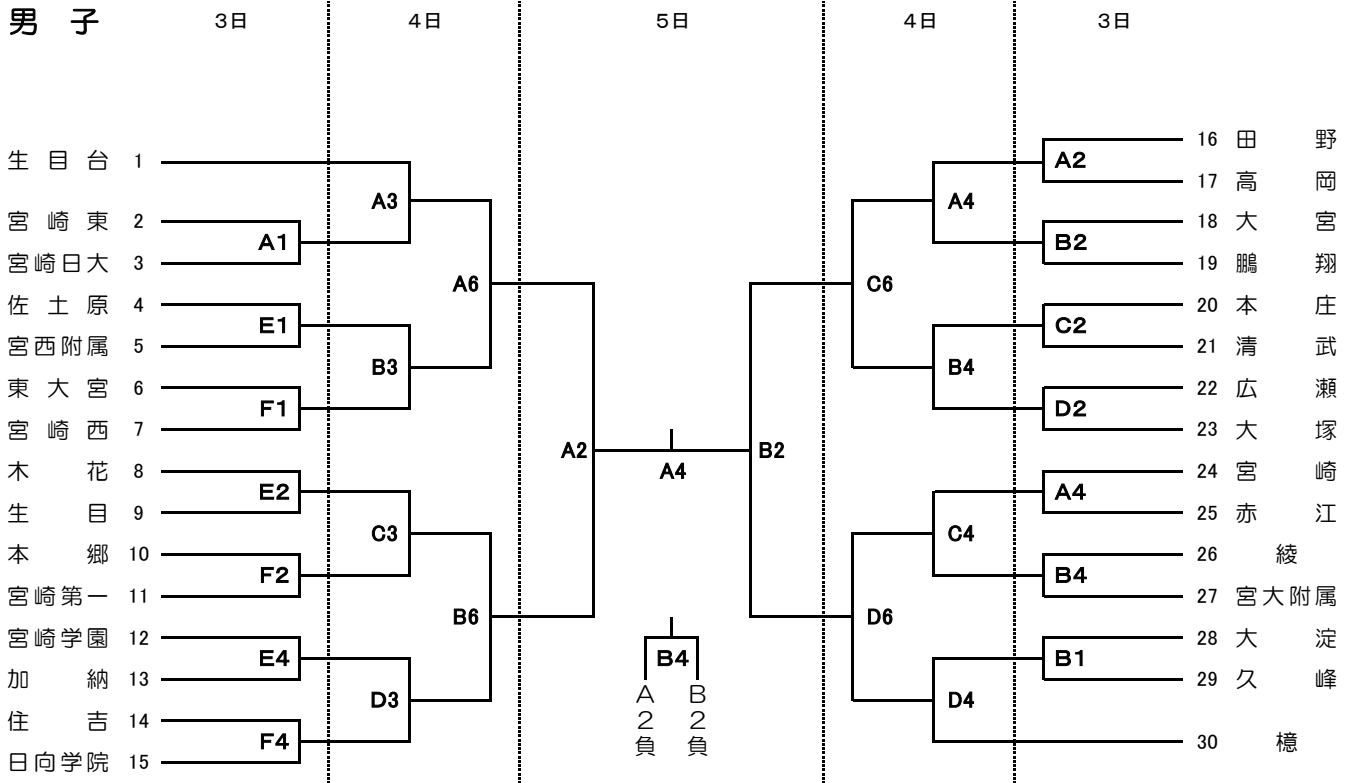 男 子 3日 4日 5日 4日 3日
生 目 台 1
宮 崎 東 2
宮崎日大 3
佐 土 原 4
宮西附属 5
東 大 宮 6
宮 崎 西 7
木 花 8
生 目 9
本 郷 10
宮崎第一 11
宮崎学園 12
加 納 13
住 吉 14
日向学院 15
A1
E1
F1
E2
F2
E4
F4
A3
B3
C3
D3
A6
B6
A2
A4
B2
B4
A2負
B2負
C6
D6
A4
B4
C4
D4
A2
B2
C2
D2
A4
B4
B1
16 田 野
17 高 岡
18 大 宮
19 鵬 翔
20 本 庄
21 清 武
22 広 瀬
23 大 塚
24 宮 崎
25 赤 江
26 綾
27 宮大附属
28 大 淀
29 久 峰
30 檍